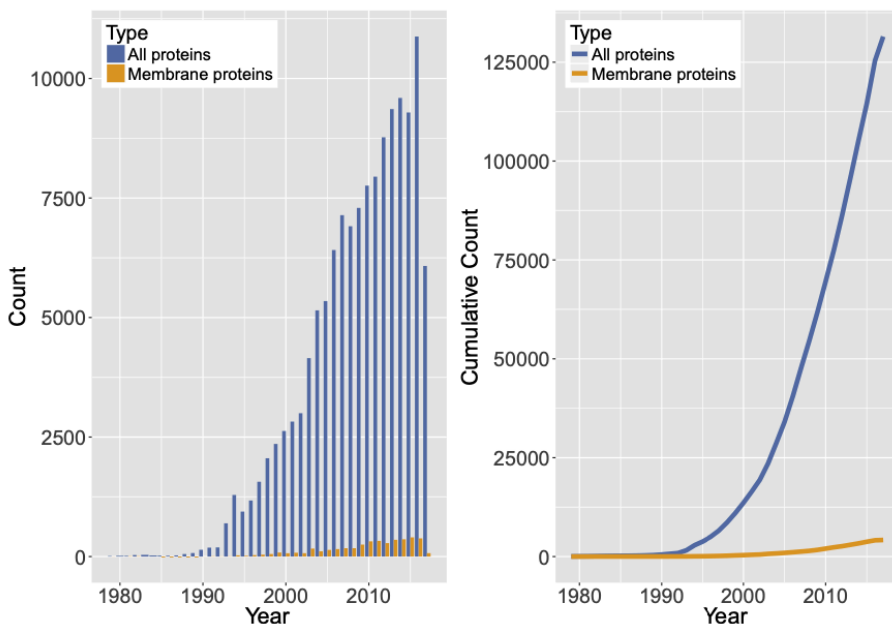 Type
All proteins
Membrane proteins
10000
7500
5000
2500
0
Count
1980
1990
2000
2010
Year
Type
All proteins
Membrane proteins
125000
100000
75000
50000
25000
0
Cumulative Count
1980
1990
2000
2010
Year